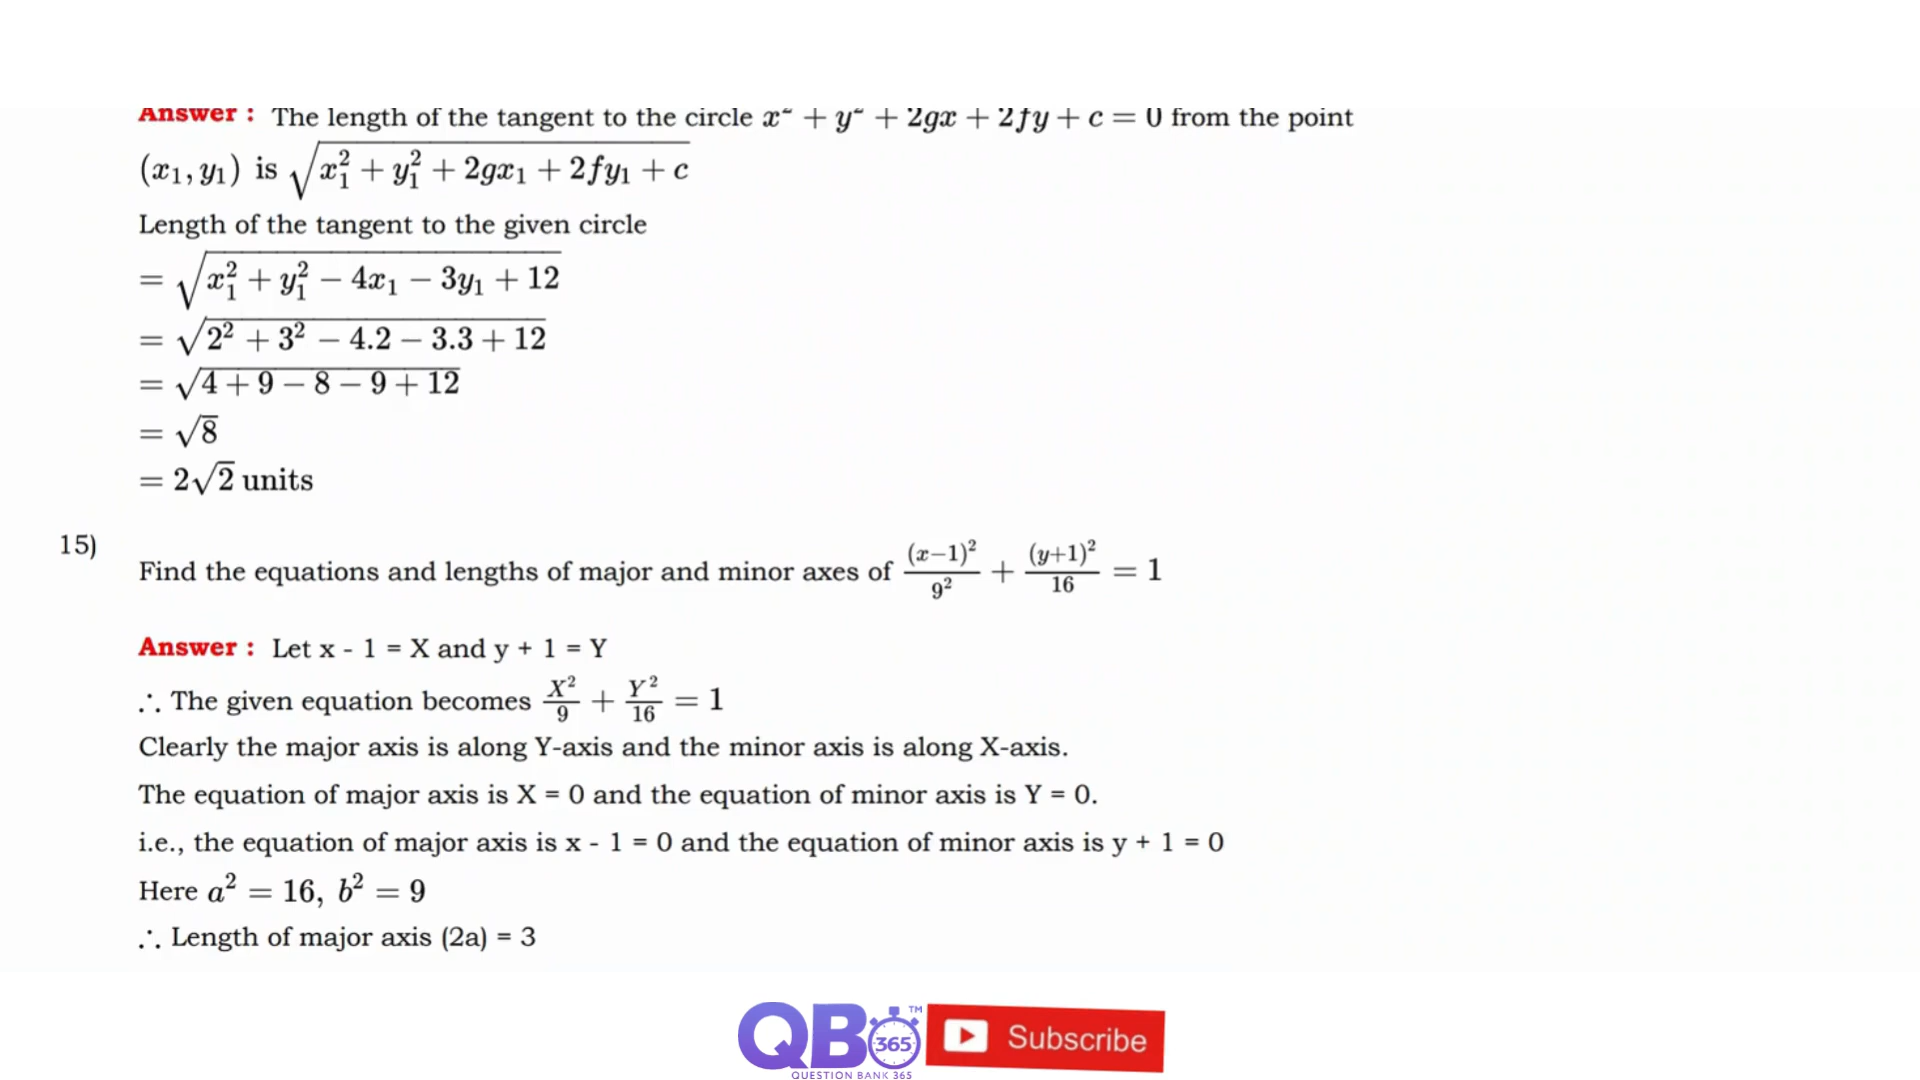 Answer : The length of the tangent to the circle x² + y² + 2gx + 2fy + c = 0 from the point
(x₁, y₁) is √(x₁² + y₁² + 2gx₁ + 2fy₁ + c)
Length of the tangent to the given circle
= √(x₁² + y₁² − 4x₁ − 3y₁ + 12)
= √(2² + 3² − 4.2 − 3.3 + 12)
= √(4 + 9 − 8 − 9 + 12)
= √8
= 2√2 units
15)
Find the equations and lengths of major and minor axes of (x−1)²/9² + (y+1)²/16 = 1
Answer : Let x - 1 = X and y + 1 = Y
∴ The given equation becomes X²/9 + Y²/16 = 1
Clearly the major axis is along Y-axis and the minor axis is along X-axis.
The equation of major axis is X = 0 and the equation of minor axis is Y = 0.
i.e., the equation of major axis is x - 1 = 0 and the equation of minor axis is y + 1 = 0
Here a² = 16, b² = 9
∴ Length of major axis (2a) = 3
QB 365 ™
QUESTION BANK 365
Subscribe